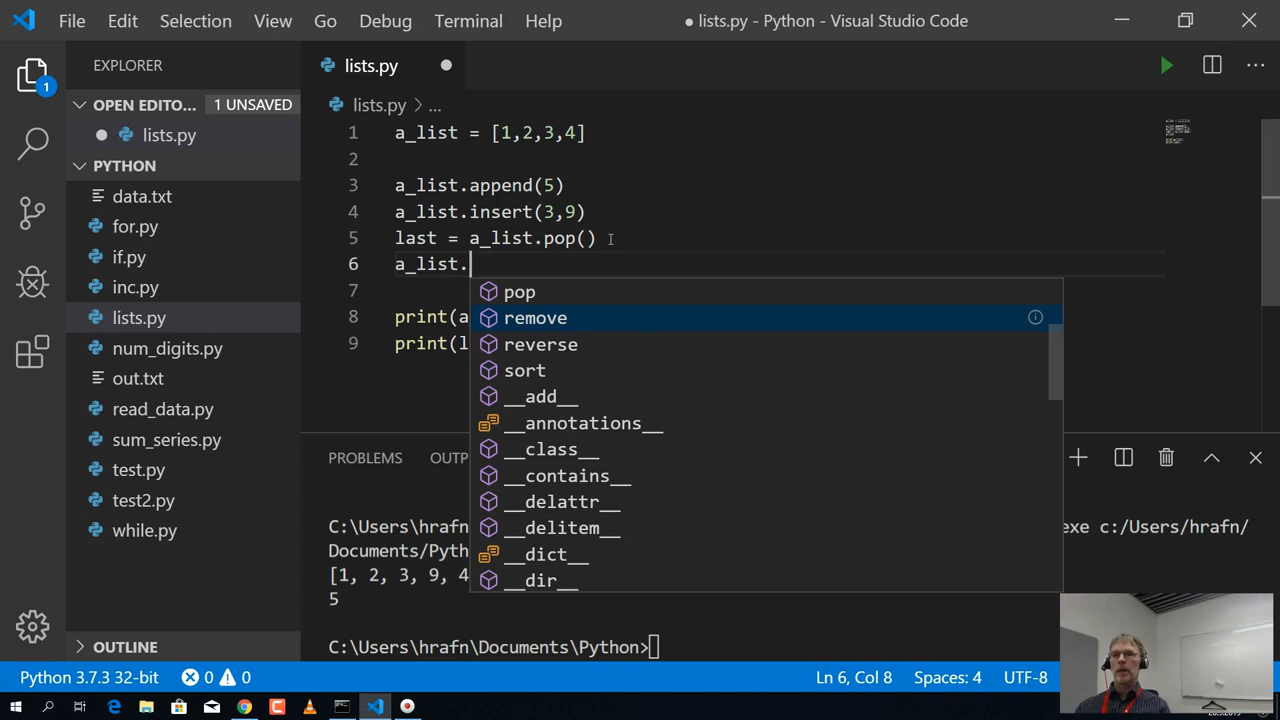 File Edit Selection View Go Debug Terminal Help
● lists.py - Python - Visual Studio Code
EXPLORER
OPEN EDITO... 1 UNSAVED
● lists.py
PYTHON
data.txt
for.py
if.py
inc.py
lists.py
num_digits.py
out.txt
read_data.py
sum_series.py
test.py
test2.py
while.py
OUTLINE
1
lists.py
lists.py > ...
1 a_list = [1,2,3,4]
2
3 a_list.append(5)
4 a_list.insert(3,9)
5 last = a_list.pop()
6 a_list.
7
8 print(a
9 print(l
pop
remove
reverse
sort
__add__
__annotations__
__class__
__contains__
__delattr__
__delitem__
__dict__
__dir__
PROBLEMS OUTP
C:\Users\hrafn exe c:/Users/hrafn/
Documents/Pyth
[1, 2, 3, 9, 4
5
C:\Users\hrafn\Documents\Python>
Python 3.7.3 32-bit 0 0 Ln 6, Col 8 Spaces: 4 UTF-8